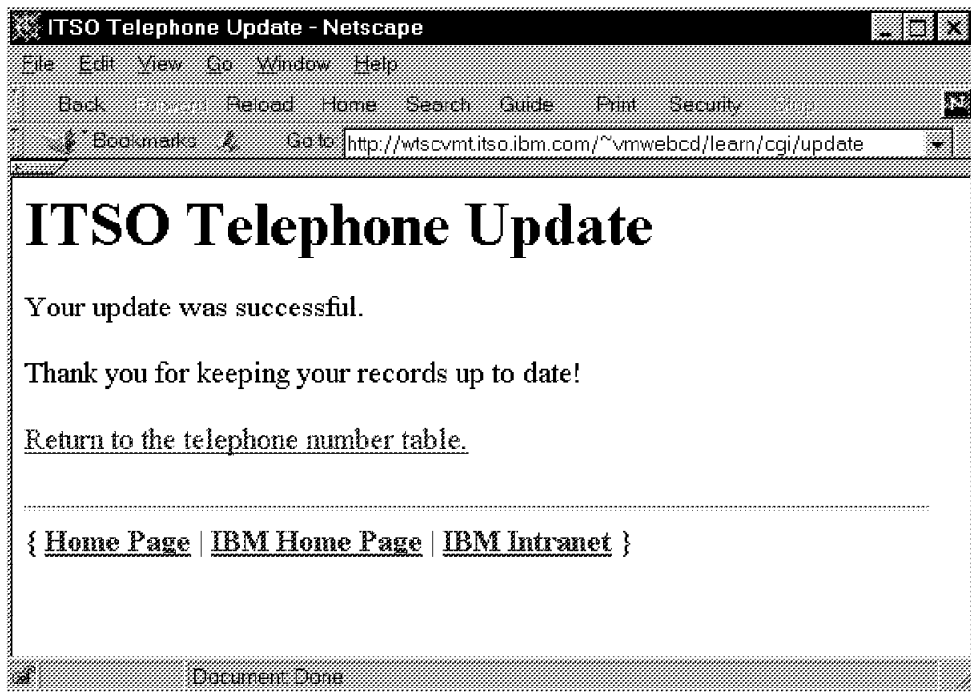 ITSO Telephone Update - Netscape
File Edit View Go Window Help
Back Forward Reload Home Search Guide Print Security Stop
Bookmarks Go to http://wtscvmt.itso.ibm.com/~vmwebcd/learn/cgi/update
ITSO Telephone Update
Your update was successful.
Thank you for keeping your records up to date!
Return to the telephone number table.
{ Home Page | IBM Home Page | IBM Intranet }
Document: Done